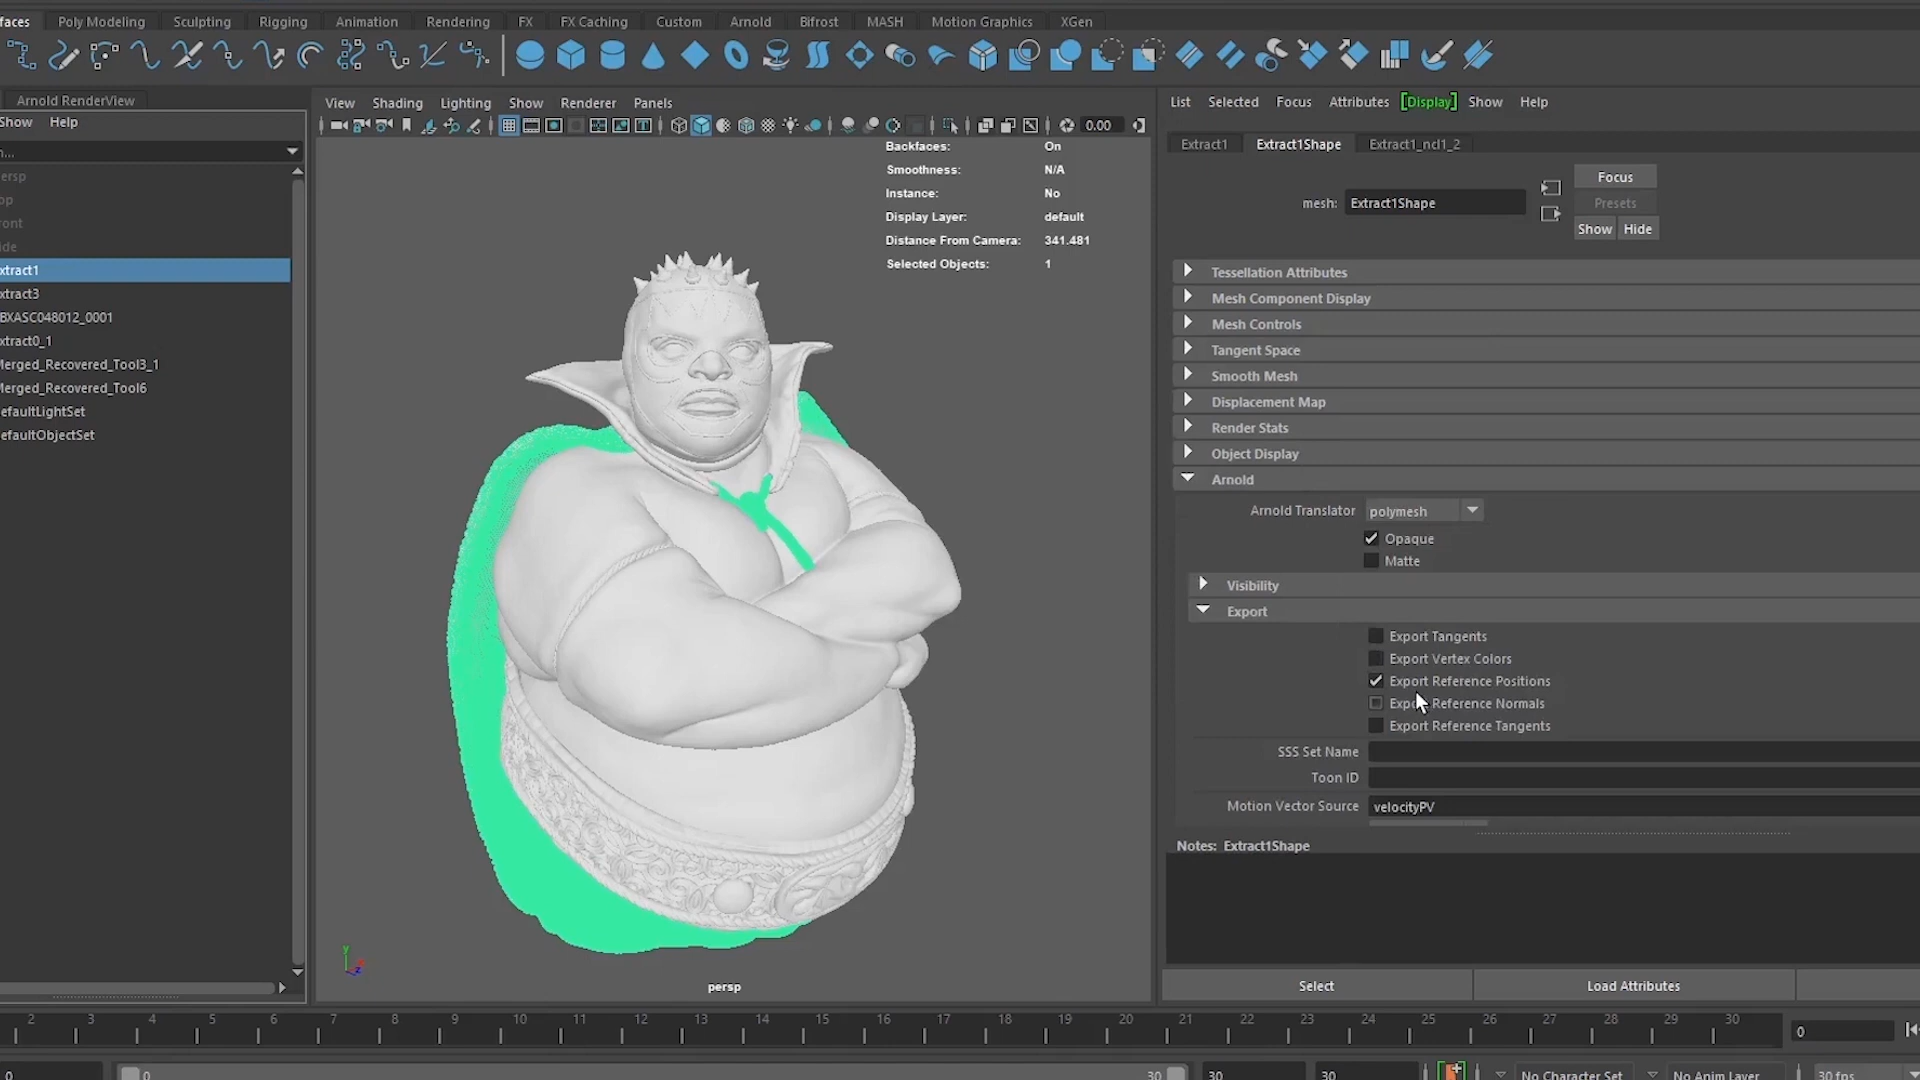 faces Poly Modeling Sculpting Rigging Animation Rendering FX FX Caching Custom Arnold Bifrost MASH Motion Graphics XGen
Arnold RenderView
Show Help
n...
ersp
op
ront
ide
xtract1
xtract3
BXASC048012_0001
xtract0_1
Merged_Recovered_Tool3_1
Merged_Recovered_Tool6
efaultLightSet
efaultObjectSet
View Shading Lighting Show Renderer Panels
0.00
Backfaces: On
Smoothness: N/A
Instance: No
Display Layer: default
Distance From Camera: 341.481
Selected Objects: 1
persp
y
z
List Selected Focus Attributes [Display] Show Help
Extract1 Extract1Shape Extract1_ncl1_2
mesh: Extract1Shape
Focus
Presets
Show Hide
Tessellation Attributes
Mesh Component Display
Mesh Controls
Tangent Space
Smooth Mesh
Displacement Map
Render Stats
Object Display
Arnold
Arnold Translator polymesh
Opaque
Matte
Visibility
Export
Export Tangents
Export Vertex Colors
Export Reference Positions
Reference Normals
Export Reference Tangents
SSS Set Name
Toon ID
Motion Vector Source velocityPV
Notes: Extract1Shape
Select Load Attributes
2 3 4 5 6 7 8 9 10 11 12 13 14 15 16 17 18 19 20 21 22 23 24 25 26 27 28 29 30
0
0 0 30 30 30 No Character Set No Anim Layer 30 fps